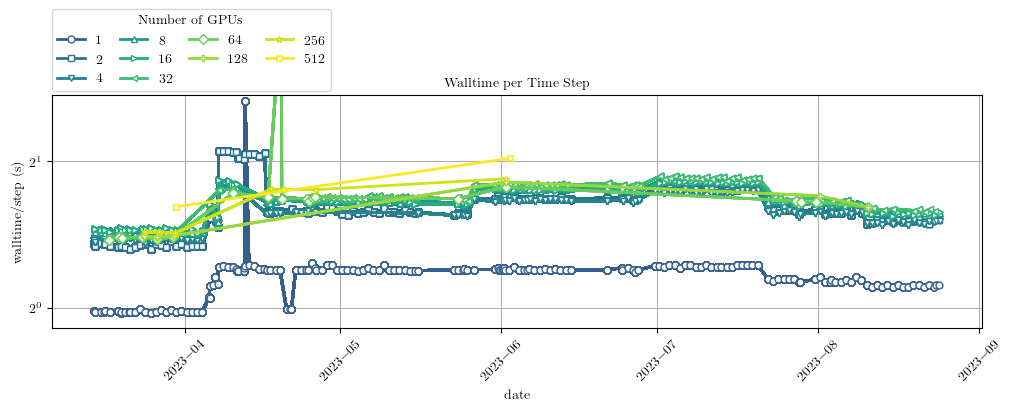 Number of GPUs
1 8 64 256
2 16 128 512
4 32
Walltime per Time Step
walltime/step (s)
2^1
2^0
2023-04 2023-05 2023-06 2023-07 2023-08 2023-09
date